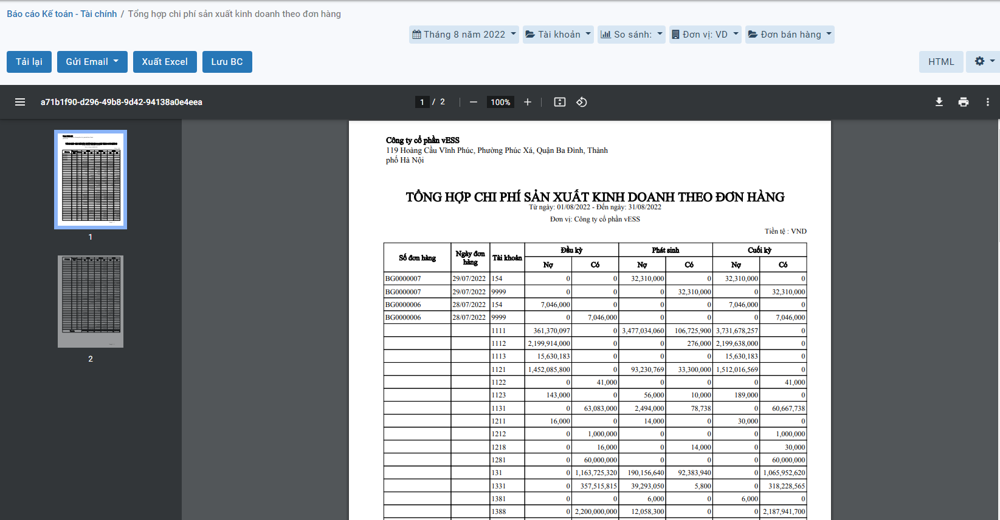 Báo cáo Kế toán - Tài chính / Tổng hợp chi phí sản xuất kinh doanh theo đơn hàng
Tháng 8 năm 2022 Tài khoản So sánh: Đơn vị: VD Đơn bán hàng
Tải lại Gửi Email Xuất Excel Lưu BC HTML
a71b1f90-d296-49b8-9d42-94138a0e4eea 1 / 2 100%
1
2
Công ty cổ phần vESS
119 Hoàng Cầu Vĩnh Phúc, Phường Phúc Xá, Quận Ba Đình, Thành
phố Hà Nội
TỔNG HỢP CHI PHÍ SẢN XUẤT KINH DOANH THEO ĐƠN HÀNG
Từ ngày: 01/08/2022 - Đến ngày: 31/08/2022
Đơn vị: Công ty cổ phần vESS
Tiền tệ : VND
Số đơn hàng Ngày đơn hàng Tài khoản Đầu kỳ Phát sinh Cuối kỳ
Nợ Có Nợ Có Nợ Có
BG0000007 29/07/2022 154 0 0 32,310,000 0 32,310,000 0
BG0000007 29/07/2022 9999 0 0 0 32,310,000 0 32,310,000
BG0000006 28/07/2022 154 7,046,000 0 0 0 7,046,000 0
BG0000006 28/07/2022 9999 0 7,046,000 0 0 0 7,046,000
1111 361,370,097 0 3,477,034,060 106,725,900 3,731,678,257 0
1112 2,199,914,000 0 0 276,000 2,199,638,000 0
1113 15,630,183 0 0 0 15,630,183 0
1121 1,452,085,800 0 93,230,769 33,300,000 1,512,016,569 0
1122 0 41,000 0 0 0 41,000
1123 143,000 0 56,000 10,000 189,000 0
1131 0 63,083,000 2,494,000 78,738 0 60,667,738
1211 16,000 0 14,000 0 30,000 0
1212 0 1,000,000 0 0 0 1,000,000
1218 0 16,000 0 14,000 0 30,000
1281 0 60,000,000 0 0 0 60,000,000
131 0 1,163,725,320 190,156,640 92,383,940 0 1,065,952,620
1331 0 357,515,815 39,293,050 5,800 0 318,228,565
1381 0 0 6,000 0 6,000 0
1388 0 2,200,000,000 12,058,300 0 0 2,187,941,700